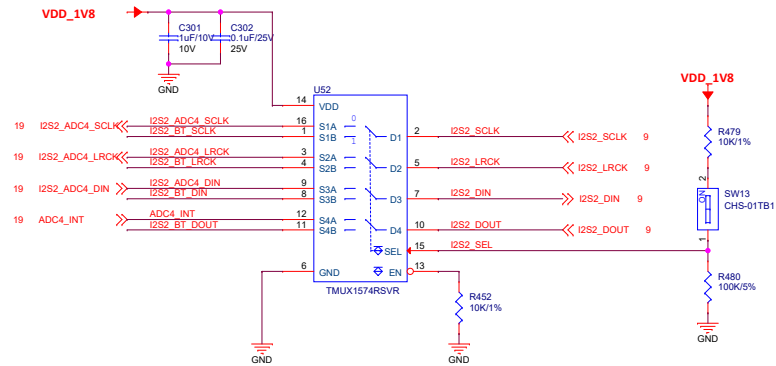 VDD_1V8
C301
1uF/10V
10V
C302
0.1uF/25V
25V
GND
U52
14
VDD
19 I2S2_ADC4_SCLK
I2S2_ADC4_SCLK
16
S1A
0
I2S2_BT_SCLK
1
S1B
1
D1
2
I2S2_SCLK
I2S2_SCLK 9
19 I2S2_ADC4_LRCK
I2S2_ADC4_LRCK
3
S2A
I2S2_BT_LRCK
4
S2B
D2
5
I2S2_LRCK
I2S2_LRCK 9
19 I2S2_ADC4_DIN
I2S2_ADC4_DIN
9
S3A
I2S2_BT_DIN
8
S3B
D3
7
I2S2_DIN
I2S2_DIN 9
19 ADC4_INT
ADC4_INT
12
S4A
I2S2_BT_DOUT
11
S4B
D4
10
I2S2_DOUT
I2S2_DOUT 9
SEL
15
I2S2_SEL
6
GND
EN
13
TMUX1574RSVR
R452
10K/1%
GND
GND
VDD_1V8
R479
10K/1%
2
ON
SW13
CHS-01TB1
1
R480
100K/5%
GND